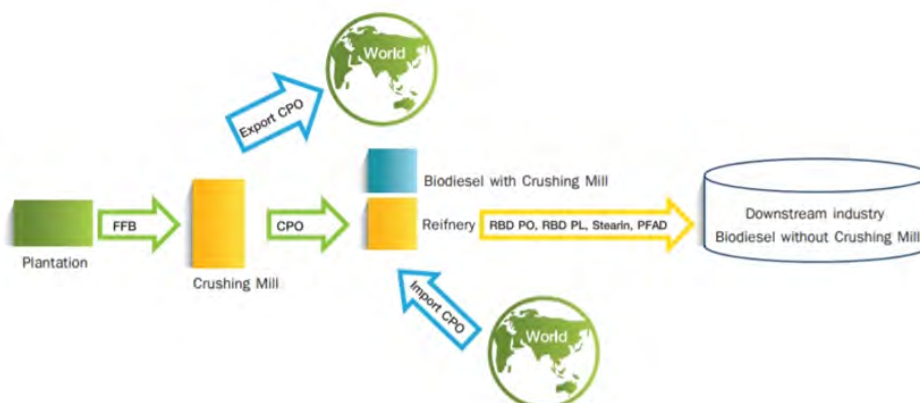 World
Export CPO
Biodiesel with Crushing Mill
Downstream industry
FFB
CPO
Reifnery
RBD PO, RBD PL, Stearin, PFAD
Biodiesel without Crushing Mill
Plantation
Crushing Mill
Import CPO
World